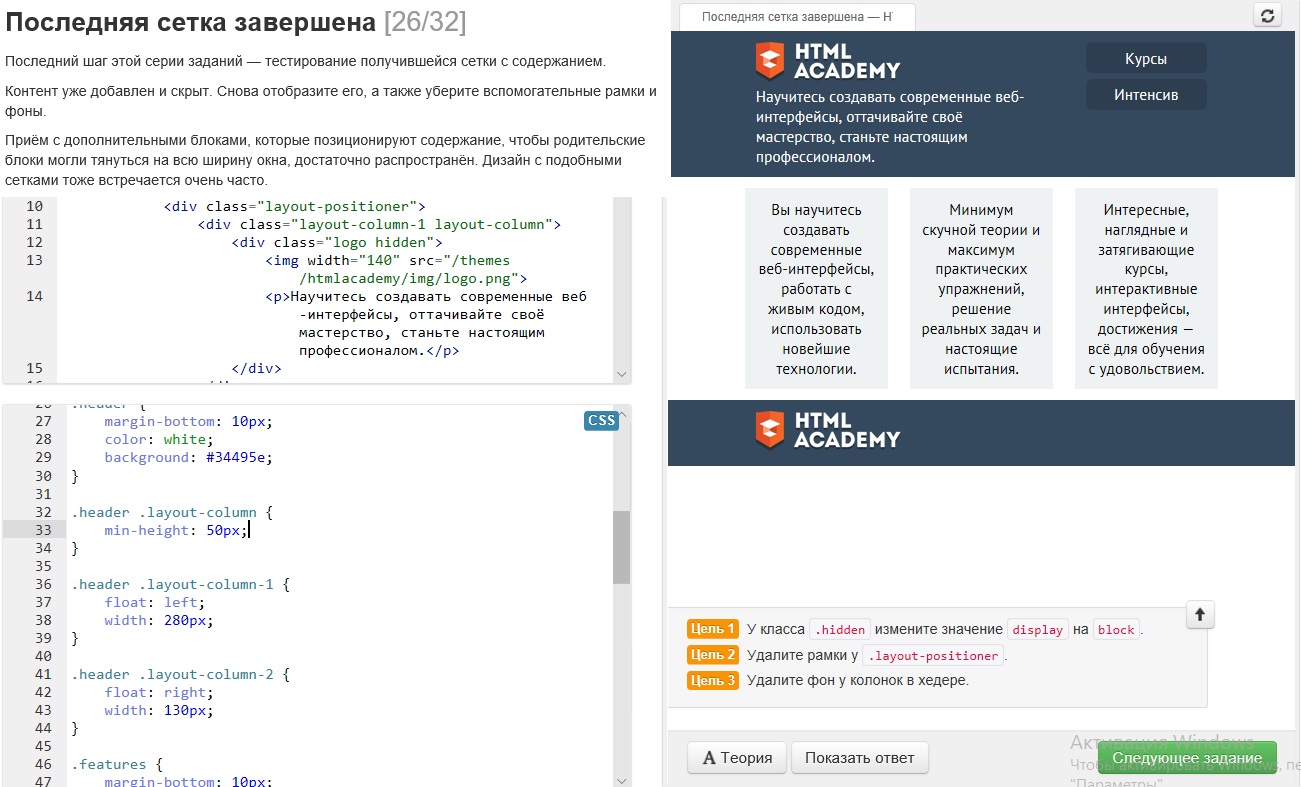 Последняя сетка завершена [26/32]
Последний шаг этой серии заданий — тестирование получившейся сетки с содержанием.
Контент уже добавлен и скрыт. Снова отобразите его, а также уберите вспомогательные рамки и
фоны.
Приём с дополнительными блоками, которые позиционируют содержание, чтобы родительские
блоки могли тянуться на всю ширину окна, достаточно распространён. Дизайн с подобными
сетками тоже встречается очень часто.
10 <div class="layout-positioner">
11 <div class="layout-column-1 layout-column">
12 <div class="logo hidden">
13 <img width="140" src="/themes
/htmlacademy/img/logo.png">
14 <p>Научитесь создавать современные веб
-интерфейсы, оттачивайте своё
мастерство, станьте настоящим
профессионалом.</p>
15 </div>
CSS
26 .header {
27 margin-bottom: 10px;
28 color: white;
29 background: #34495e;
30 }
31
32 .header .layout-column {
33 min-height: 50px;
34 }
35
36 .header .layout-column-1 {
37 float: left;
38 width: 280px;
39 }
40
41 .header .layout-column-2 {
42 float: right;
43 width: 130px;
44 }
45
46 .features {
47 margin-bottom: 10px;
Последняя сетка завершена — H
HTML
ACADEMY
Научитесь создавать современные веб-
интерфейсы, оттачивайте своё
мастерство, станьте настоящим
профессионалом.
Курсы
Интенсив
Вы научитесь
создавать
современные
веб-интерфейсы,
работать с
живым кодом,
использовать
новейшие
технологии.
Минимум
скучной теории и
максимум
практических
упражнений,
решение
реальных задач и
настоящие
испытания.
Интересные,
наглядные и
затягивающие
курсы,
интерактивные
интерфейсы,
достижения —
всё для обучения
с удовольствием.
HTML
ACADEMY
Цель 1 У класса .hidden измените значение display на block.
Цель 2 Удалите рамки у .layout-positioner.
Цель 3 Удалите фон у колонок в хедере.
A Теория
Показать ответ
Следующее задание
Активация Windows
Чтобы активировать Windows, пе
"Параметры"